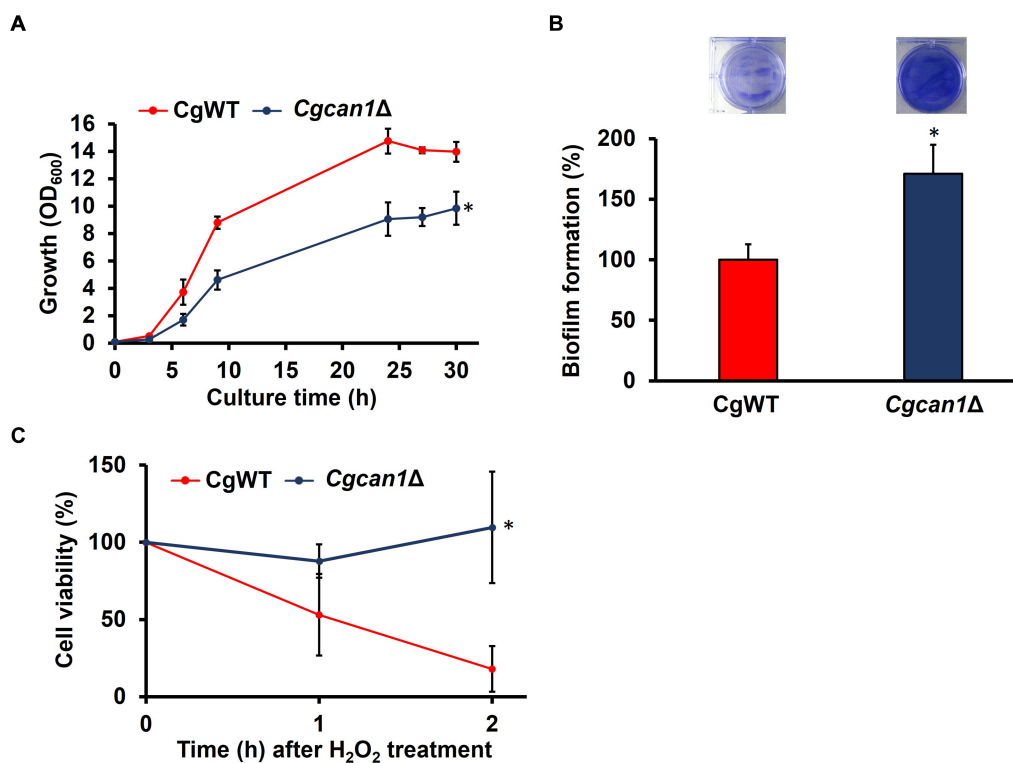 A
CgWT Cgcan1Δ
16
14
12
10
8
6
4
2
0
Growth (OD₆₀₀)
*
0 5 10 15 20 25 30
Culture time (h)
B
200
150
100
50
0
Biofilm formation (%)
*
CgWT Cgcan1Δ
C
CgWT Cgcan1Δ
150
100
50
0
Cell viability (%)
*
0 1 2
Time (h) after H₂O₂ treatment